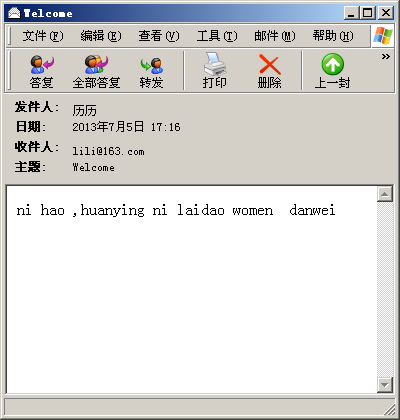 Welcome
文件(F) 编辑(E) 查看(V) 工具(T) 邮件(M) 帮助(H)
答复 全部答复 转发 打印 删除 上一封 »
发件人: 历历
日期: 2013年7月5日 17:16
收件人: lili@163.com
主题: Welcome
ni hao ,huanying ni laidao women  danwei